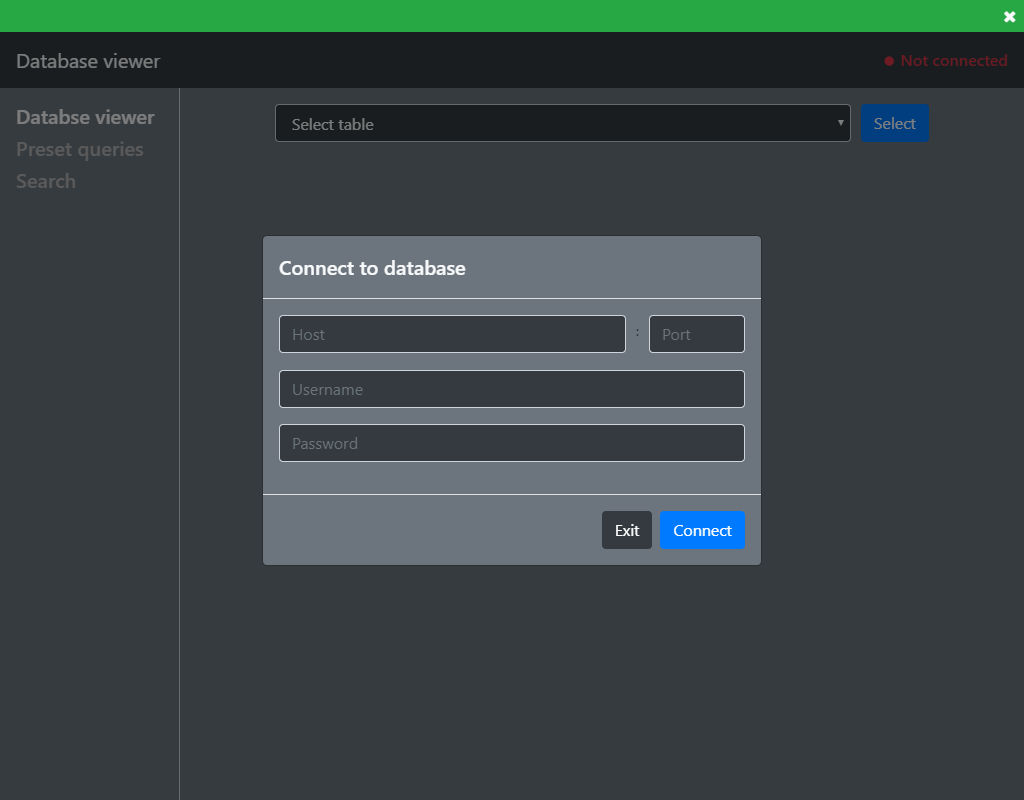 Database viewer
● Not connected
Databse viewer
Preset queries
Search
Select table
Select
Connect to database
Host : Port
Username
Password
Exit
Connect